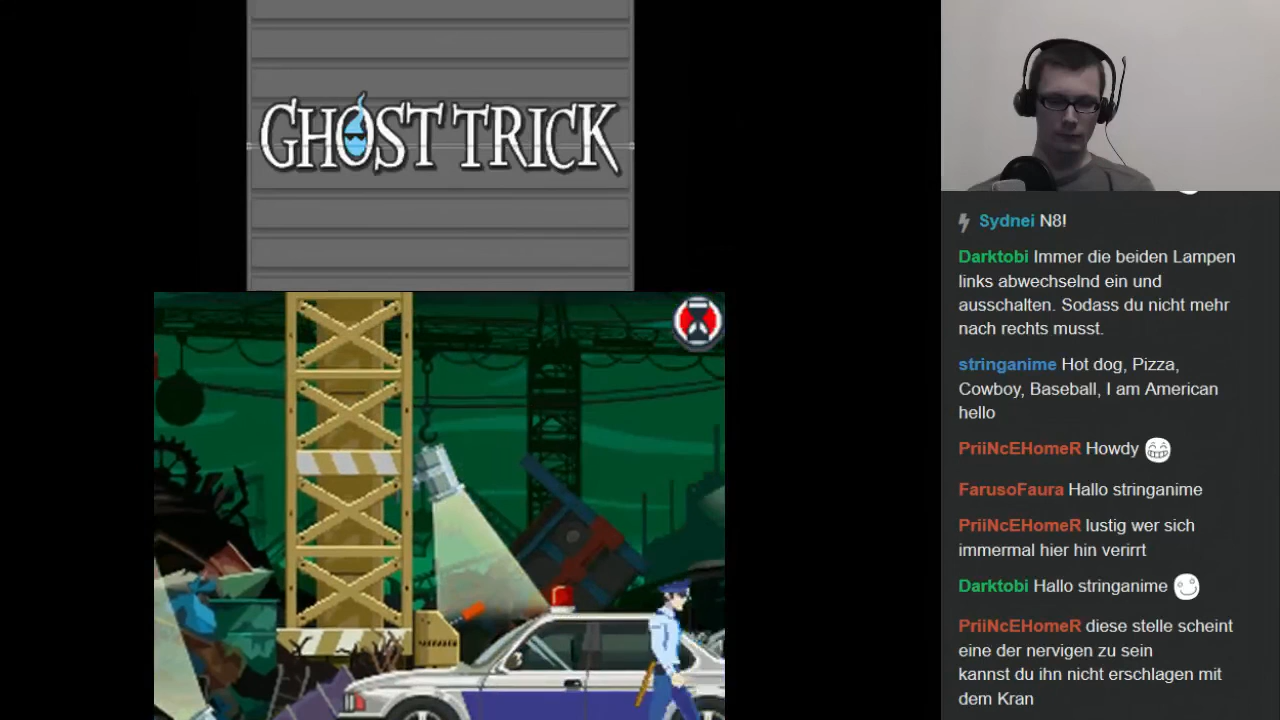 GHOST TRICK
Sydnei N8!
Darktobi Immer die beiden Lampen
links abwechselnd ein und
ausschalten. Sodass du nicht mehr
nach rechts musst.
stringanime Hot dog, Pizza,
Cowboy, Baseball, I am American
hello
PriiNcEHomeR Howdy
FarusoFaura Hallo stringanime
PriiNcEHomeR lustig wer sich
immermal hier hin verirrt
Darktobi Hallo stringanime
PriiNcEHomeR diese stelle scheint
eine der nervigen zu sein
kannst du ihn nicht erschlagen mit
dem Kran